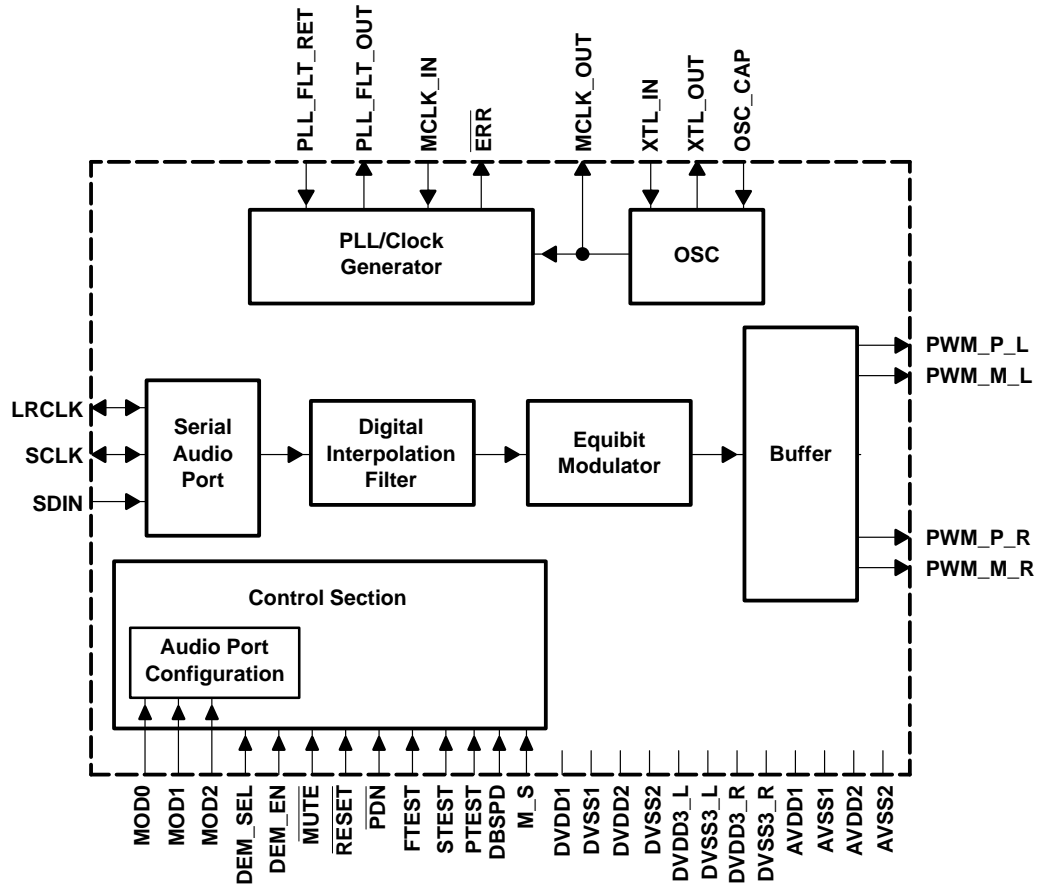 PLL_FLT_RET
PLL_FLT_OUT
MCLK_IN
ERR
MCLK_OUT
XTL_IN
XTL_OUT
OSC_CAP
PLL/Clock
Generator
OSC
LRCLK
SCLK
SDIN
Serial
Audio
Port
Digital
Interpolation
Filter
Equibit
Modulator
Buffer
PWM_P_L
PWM_M_L
PWM_P_R
PWM_M_R
Control Section
Audio Port
Configuration
MOD0
MOD1
MOD2
DEM_SEL
DEM_EN
MUTE
RESET
PDN
FTEST
STEST
PTEST
DBSPD
M_S
DVDD1
DVSS1
DVDD2
DVSS2
DVDD3_L
DVSS3_L
DVDD3_R
DVSS3_R
AVDD1
AVSS1
AVDD2
AVSS2